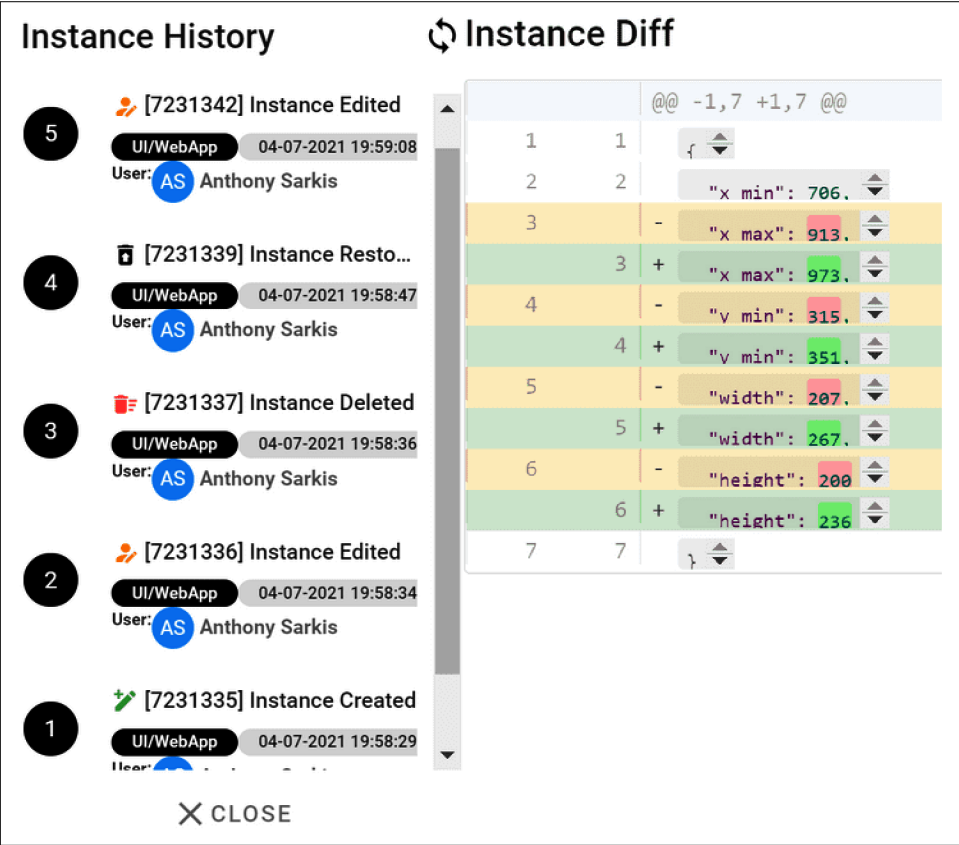 Instance History
5
[7231342] Instance Edited
UI/WebApp 04-07-2021 19:59:08
User: AS Anthony Sarkis
4
[7231339] Instance Resto...
UI/WebApp 04-07-2021 19:58:47
User: AS Anthony Sarkis
3
[7231337] Instance Deleted
UI/WebApp 04-07-2021 19:58:36
User: AS Anthony Sarkis
2
[7231336] Instance Edited
UI/WebApp 04-07-2021 19:58:34
User: AS Anthony Sarkis
1
[7231335] Instance Created
UI/WebApp 04-07-2021 19:58:29
User:
CLOSE
Instance Diff
@@ -1,7 +1,7 @@
1 1 {
2 2 "x_min": 706,
3 - "x_max": 913,
3 + "x_max": 973,
4 - "y_min": 315,
4 + "y_min": 351,
5 - "width": 207,
5 + "width": 267,
6 - "height": 200
6 + "height": 236
7 7 }